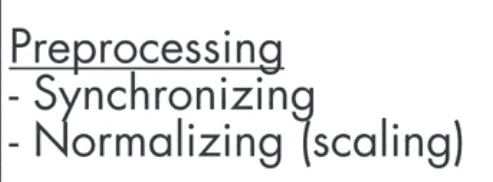 Preprocessing
- Synchronizing
- Normalizing (scaling)